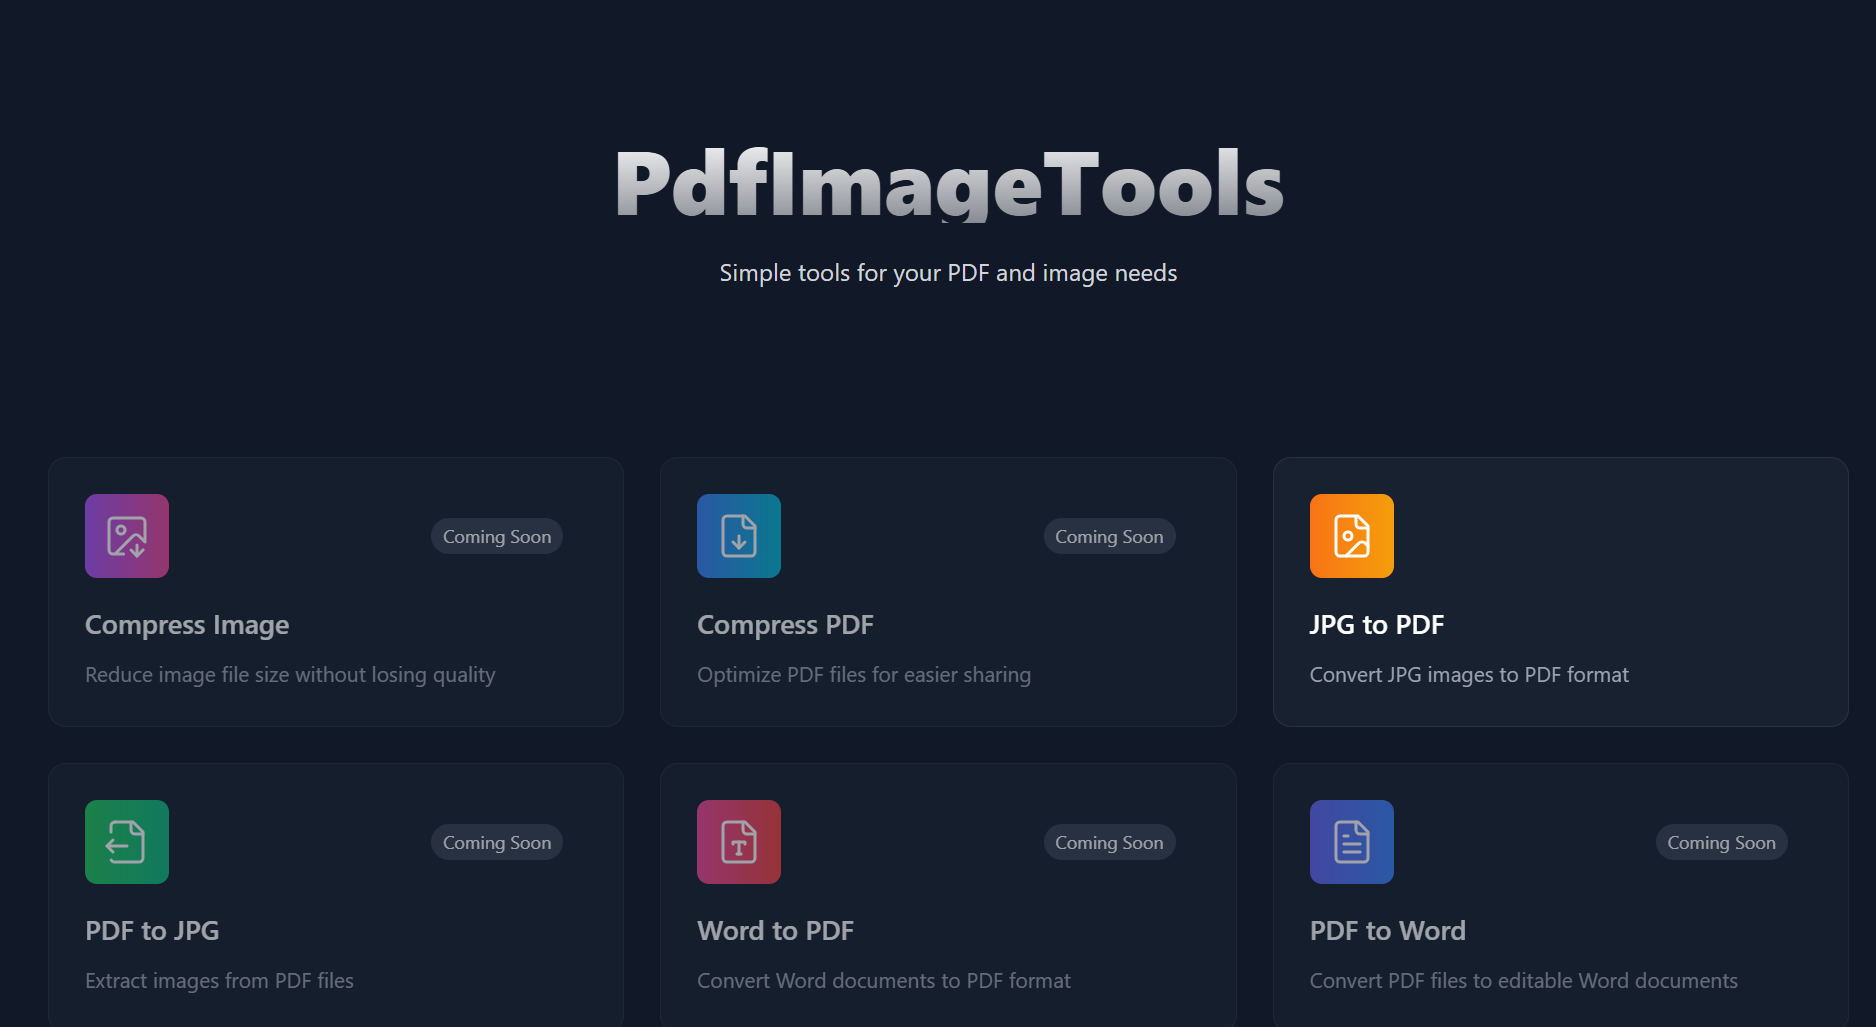 PdfImageTools
Simple tools for your PDF and image needs
Coming Soon
Compress Image
Reduce image file size without losing quality
Coming Soon
Compress PDF
Optimize PDF files for easier sharing
JPG to PDF
Convert JPG images to PDF format
Coming Soon
PDF to JPG
Extract images from PDF files
Coming Soon
Word to PDF
Convert Word documents to PDF format
Coming Soon
PDF to Word
Convert PDF files to editable Word documents